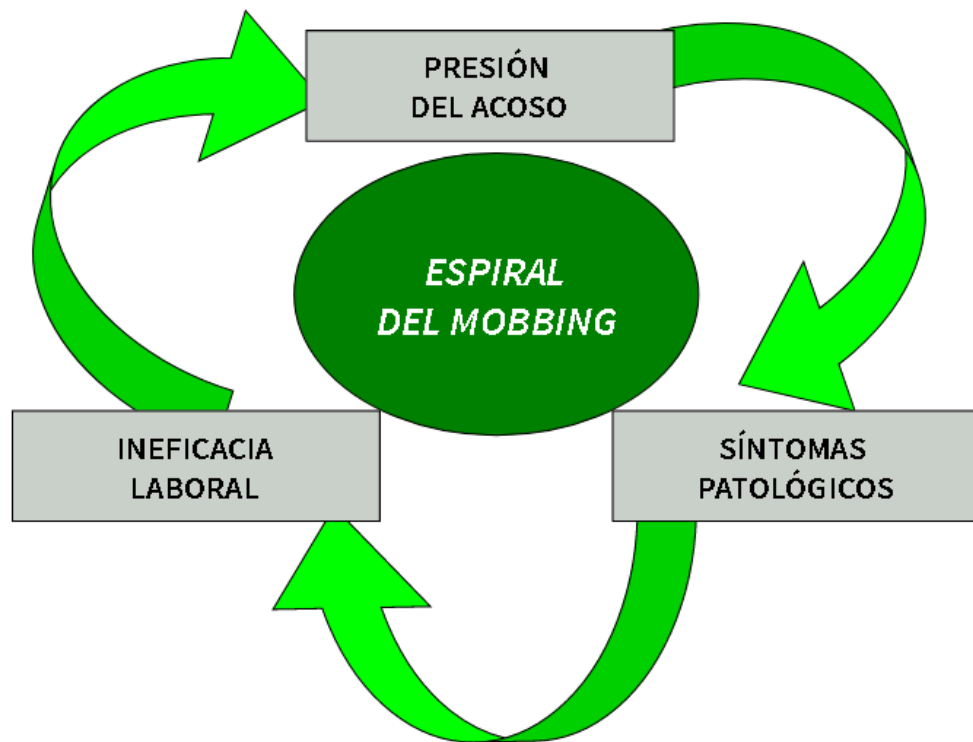 PRESIÓN
DEL ACOSO
ESPIRAL
DEL MOBBING
INEFICACIA
LABORAL
SÍNTOMAS
PATOLÓGICOS